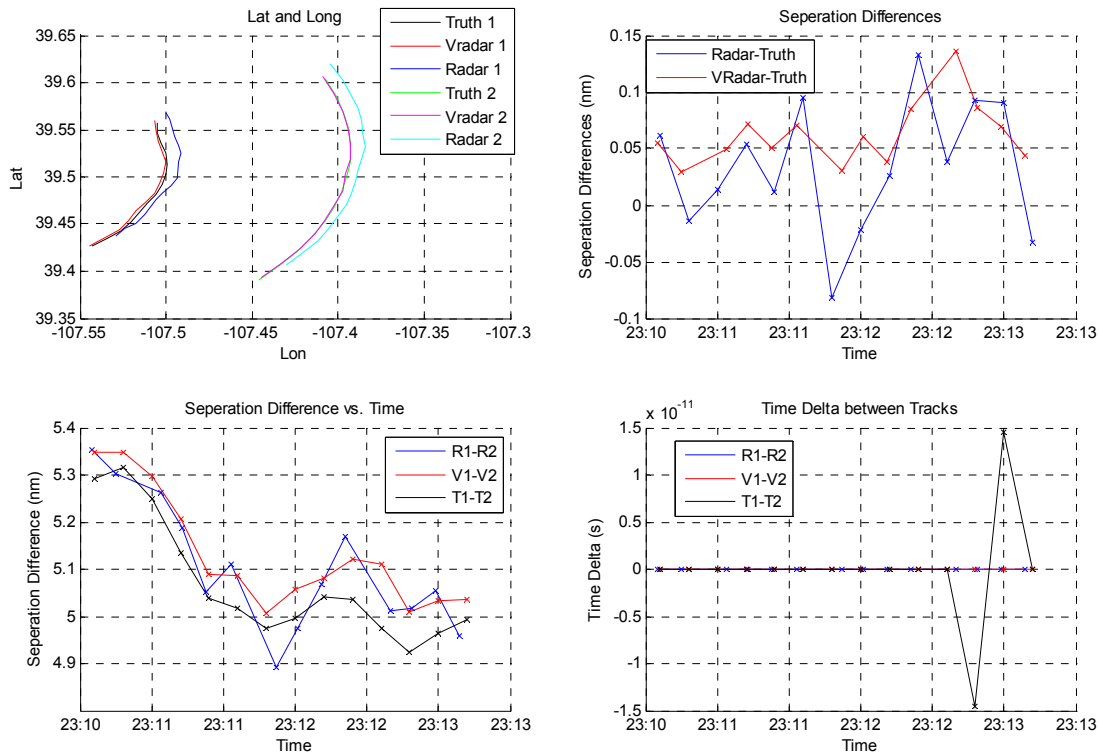 Lat and Long
39.65
39.6
39.55
39.5
39.45
39.4
39.35
Lat
-107.55
-107.5
-107.45
-107.4
-107.35
-107.3
Lon
Truth 1
Vradar 1
Radar 1
Truth 2
Vradar 2
Radar 2
Seperation Differences
0.15
0.1
0.05
0
-0.05
-0.1
Seperation Differences (nm)
23:10
23:11
23:11
23:12
23:12
23:13
23:13
Time
Radar-Truth
VRadar-Truth
Seperation Difference vs. Time
5.4
5.3
5.2
5.1
5
4.9
Seperation Difference (nm)
23:10
23:11
23:11
23:12
23:12
23:13
23:13
Time
R1-R2
V1-V2
T1-T2
Time Delta between Tracks
x 10-11
1.5
1
0.5
0
-0.5
-1
-1.5
Time Delta (s)
23:10
23:11
23:11
23:12
23:12
23:13
23:13
Time
R1-R2
V1-V2
T1-T2